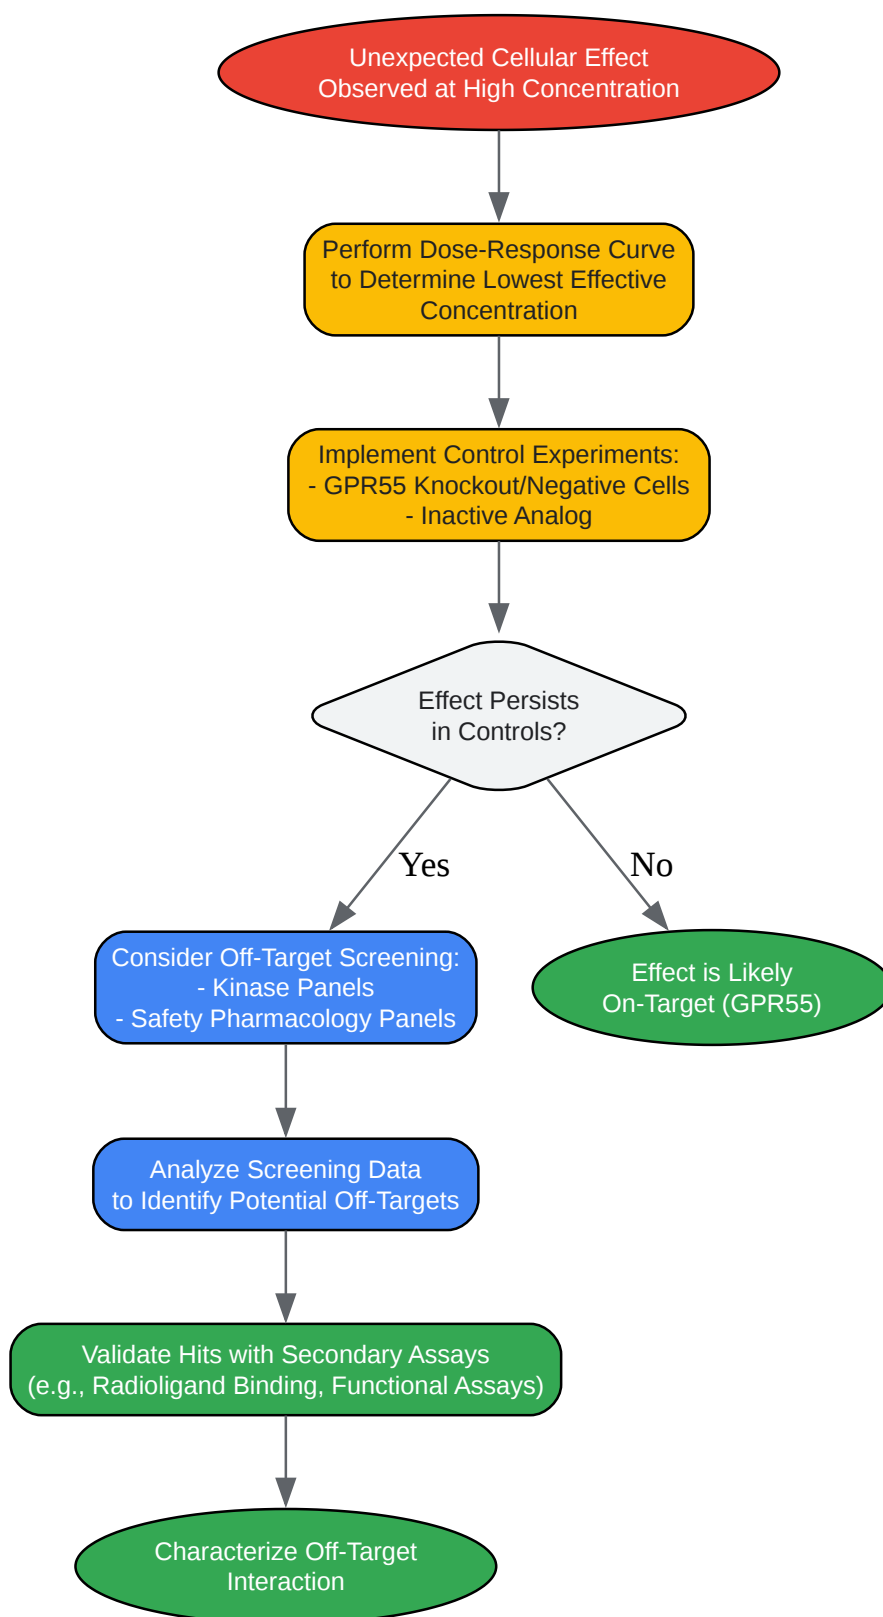 Unexpected Cellular Effect
Observed at High Concentration
Perform Dose-Response Curve
to Determine Lowest Effective
Concentration
Implement Control Experiments:
- GPR55 Knockout/Negative Cells
- Inactive Analog
Effect Persists
in Controls?
Yes
No
Consider Off-Target Screening:
- Kinase Panels
- Safety Pharmacology Panels
Effect is Likely
On-Target (GPR55)
Analyze Screening Data
to Identify Potential Off-Targets
Validate Hits with Secondary Assays
(e.g., Radioligand Binding, Functional Assays)
Characterize Off-Target
Interaction